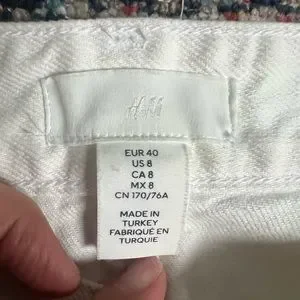 H&M
EUR 40
US 8
CA 8
MX 8
CN 170/76A
MADE IN
TURKEY
FABRIQUÉ EN
TURQUIE